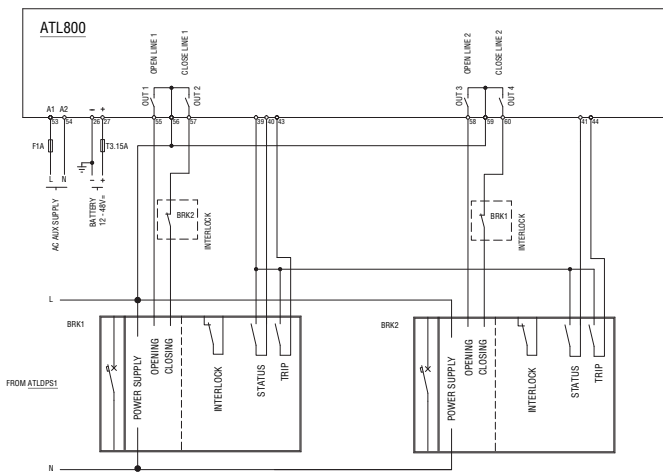 ATL800
OPEN LINE 1
CLOSE LINE 1
OPEN LINE 2
CLOSE LINE 2
OUT 1
OUT 2
OUT 3
OUT 4
A1 A2 – +
53 54 26 27 55 56 57 39 40 43 58 59 60 41 44
F1A
T3.15A
L N – +
AC AUX SUPPLY
BATTERY
12 - 48V=
BRK2
INTERLOCK
BRK1
INTERLOCK
L
BRK1
BRK2
POWER SUPPLY
OPENING
CLOSING
INTERLOCK
STATUS
TRIP
POWER SUPPLY
OPENING
CLOSING
INTERLOCK
STATUS
TRIP
FROM ATLDPS1
N